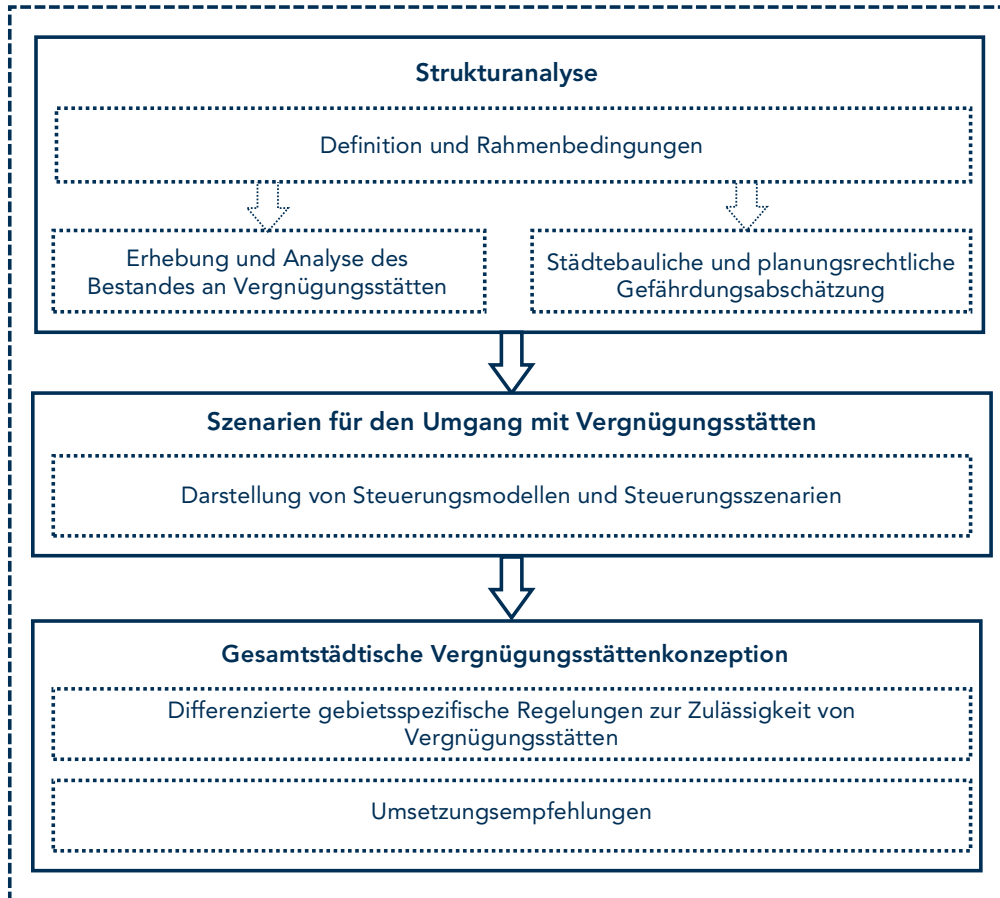 Strukturanalyse
Definition und Rahmenbedingungen
Erhebung und Analyse des
Bestandes an Vergnügungsstätten
Städtebauliche und planungsrechtliche
Gefährdungsabschätzung
Szenarien für den Umgang mit Vergnügungsstätten
Darstellung von Steuerungsmodellen und Steuerungsszenarien
Gesamtstädtische Vergnügungsstättenkonzeption
Differenzierte gebietsspezifische Regelungen zur Zulässigkeit von
Vergnügungsstätten
Umsetzungsempfehlungen